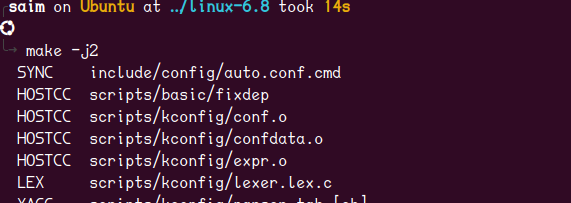 saim on Ubuntu at ../linux-6.8 took 14s
make -j2
SYNC include/config/auto.conf.cmd
HOSTCC scripts/basic/fixdep
HOSTCC scripts/kconfig/conf.o
HOSTCC scripts/kconfig/confdata.o
HOSTCC scripts/kconfig/expr.o
LEX scripts/kconfig/lexer.lex.c